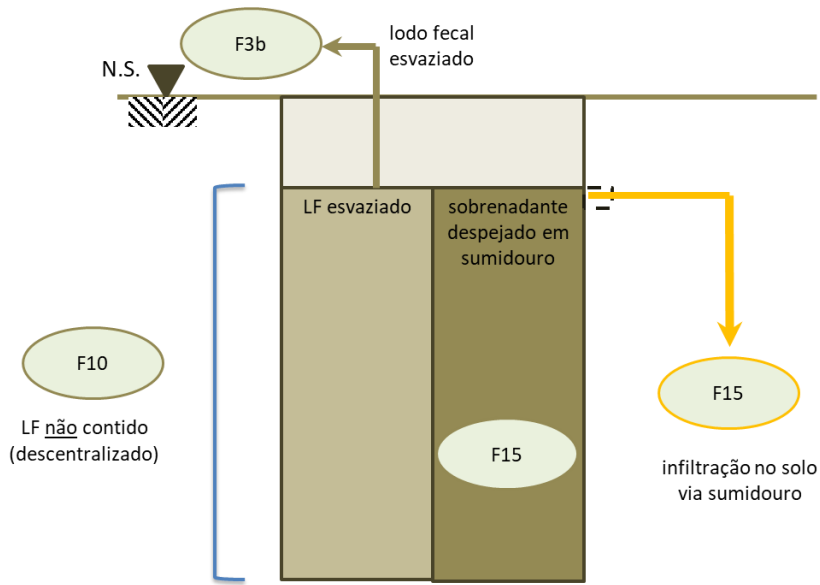 F3b
lodo fecal
esvaziado
N.S.
LF esvaziado
sobrenadante
despejado em
sumidouro
F10
LF não contido
(descentralizado)
F15
F15
infiltração no solo
via sumidouro